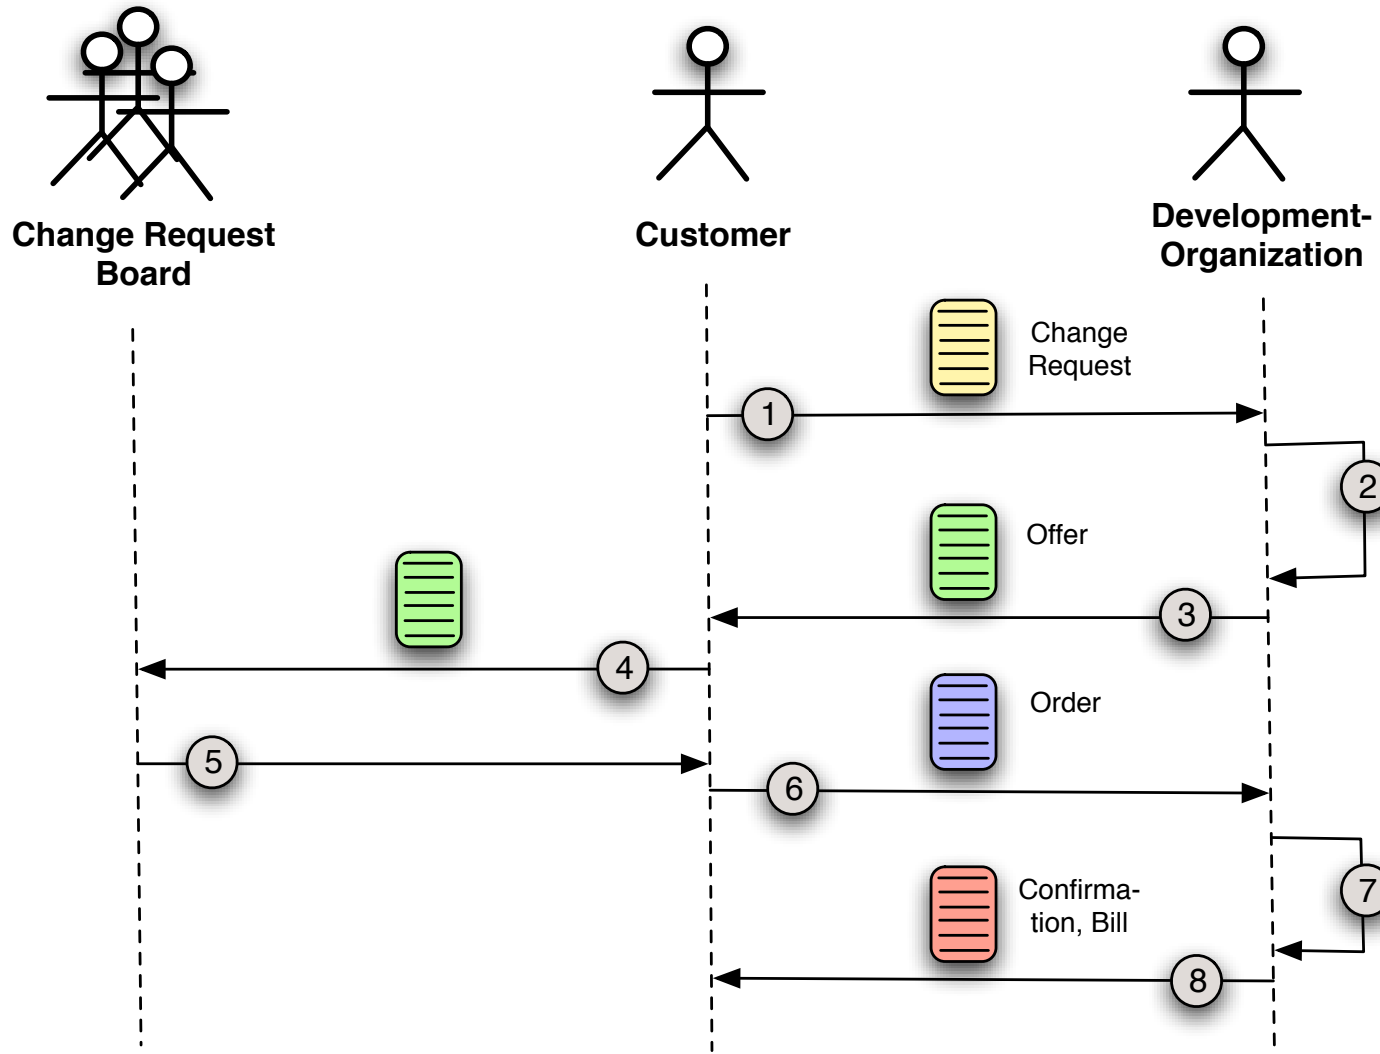 Change Request
Board
Customer
Development-
Organization
Change
Request
1
2
Offer
3
4
Order
5
6
Confirma-
tion, Bill
7
8